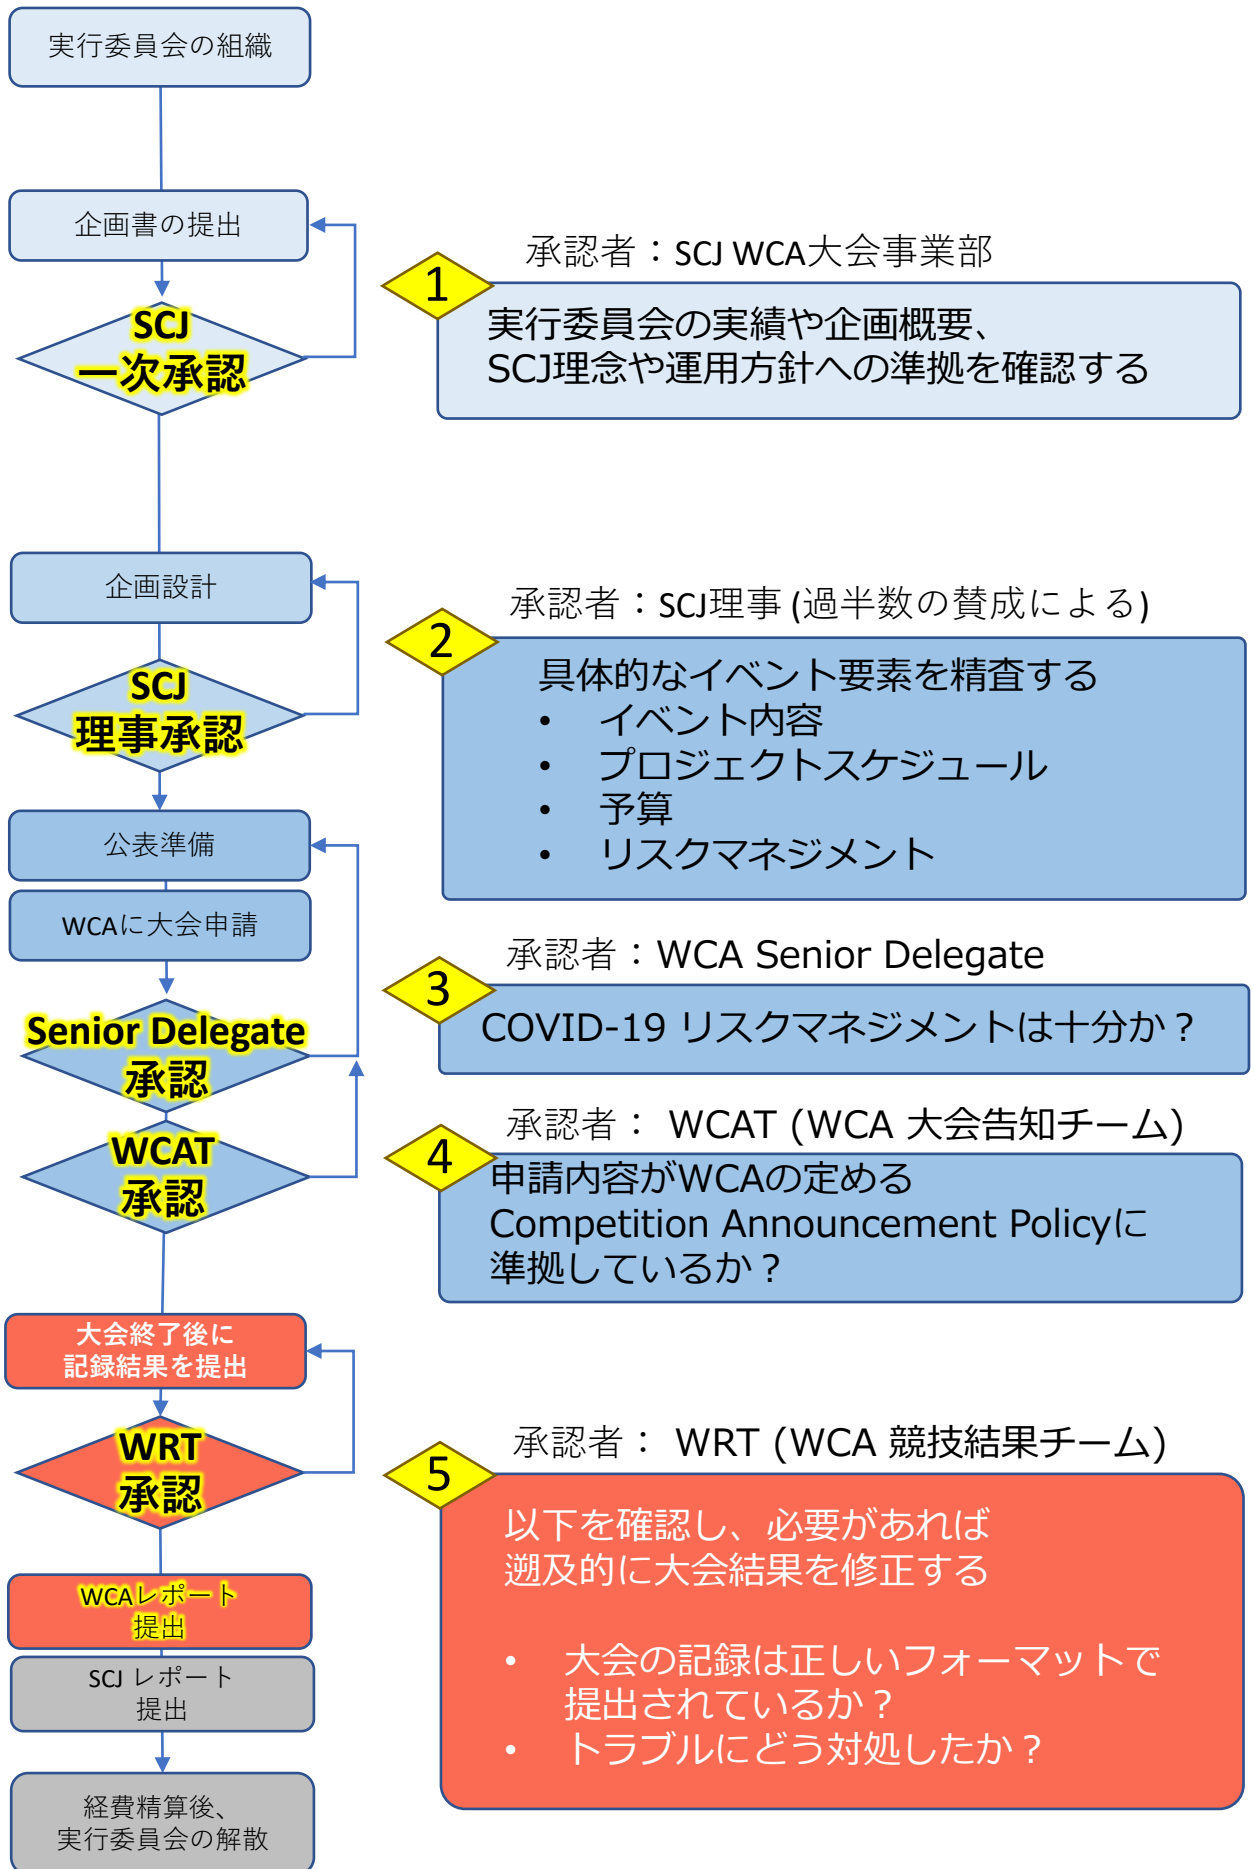 実行委員会の組織
企画書の提出
SCJ
一次承認
承認者：SCJ WCA大会事業部
1
実行委員会の実績や企画概要、
SCJ理念や運用方針への準拠を確認する
企画設計
SCJ
理事承認
承認者：SCJ理事 (過半数の賛成による)
2
具体的なイベント要素を精査する
• イベント内容
• プロジェクトスケジュール
• 予算
• リスクマネジメント
公表準備
WCAに大会申請
Senior Delegate
承認
承認者：WCA Senior Delegate
3
COVID-19 リスクマネジメントは十分か？
WCAT
承認
承認者： WCAT (WCA 大会告知チーム)
4
申請内容がWCAの定める
Competition Announcement Policyに
準拠しているか？
大会終了後に
記録結果を提出
WRT
承認
承認者： WRT (WCA 競技結果チーム)
5
以下を確認し、必要があれば
遡及的に大会結果を修正する
• 大会の記録は正しいフォーマットで
提出されているか？
• トラブルにどう対処したか？
WCAレポート
提出
SCJ レポート
提出
経費精算後、
実行委員会の解散